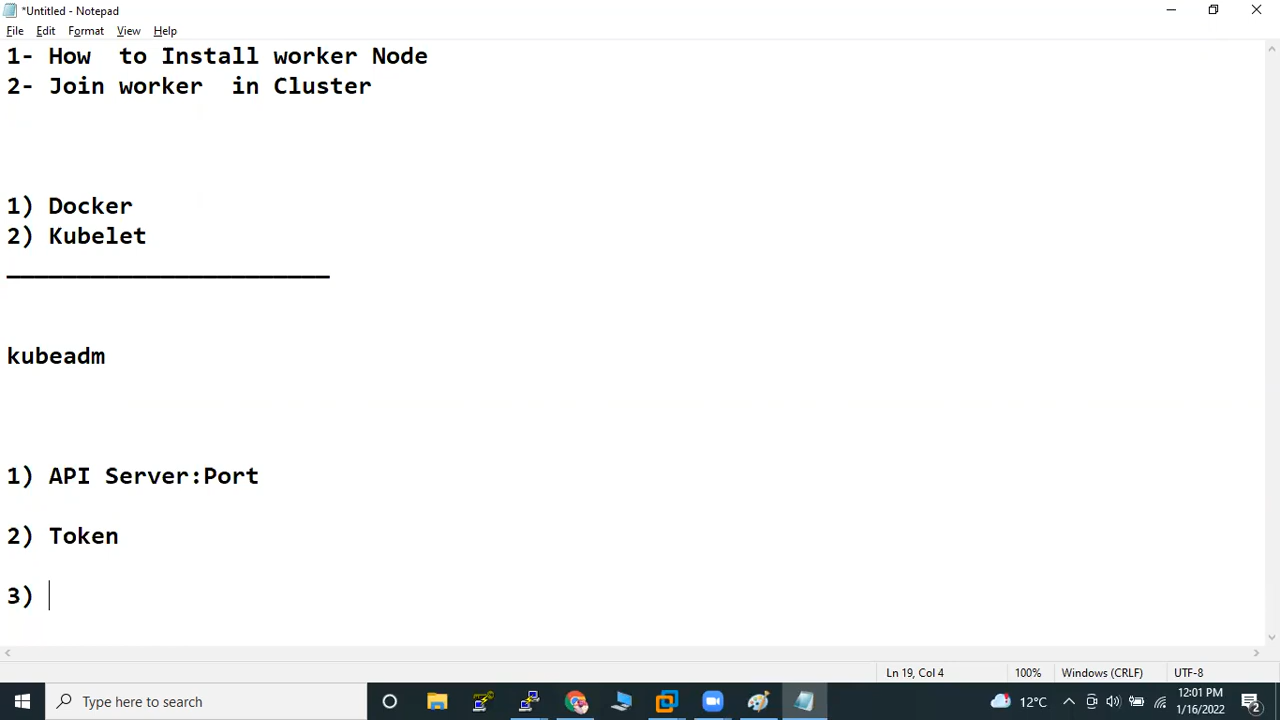 *Untitled - Notepad
File Edit Format View Help
1- How  to Install worker Node
2- Join worker  in Cluster
1) Docker
2) Kubelet
_______________________
kubeadm
1) API Server:Port
2) Token
3)
Ln 19, Col 4 100% Windows (CRLF) UTF-8
Type here to search 12°C 12:01 PM
1/16/2022 2